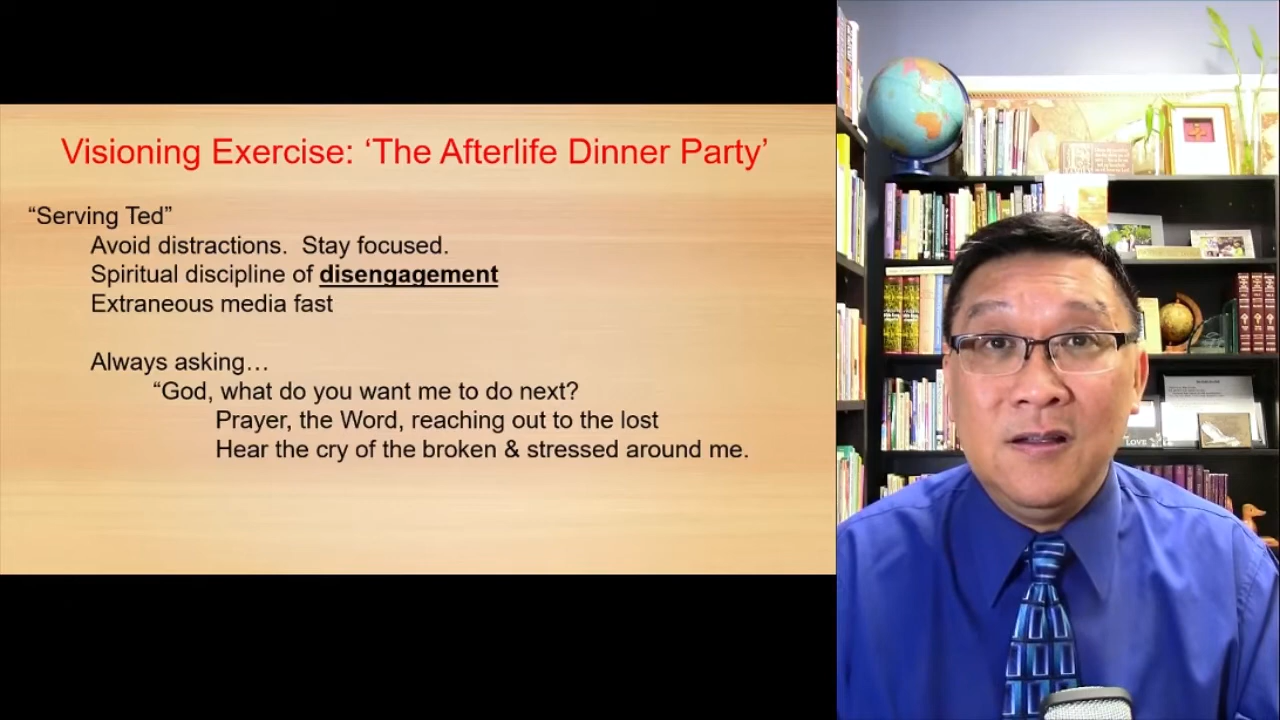 Visioning Exercise: ‘The Afterlife Dinner Party’
“Serving Ted”
Avoid distractions.  Stay focused.
Spiritual discipline of disengagement
Extraneous media fast
Always asking…
“God, what do you want me to do next?
Prayer, the Word, reaching out to the lost
Hear the cry of the broken & stressed around me.
LOVE